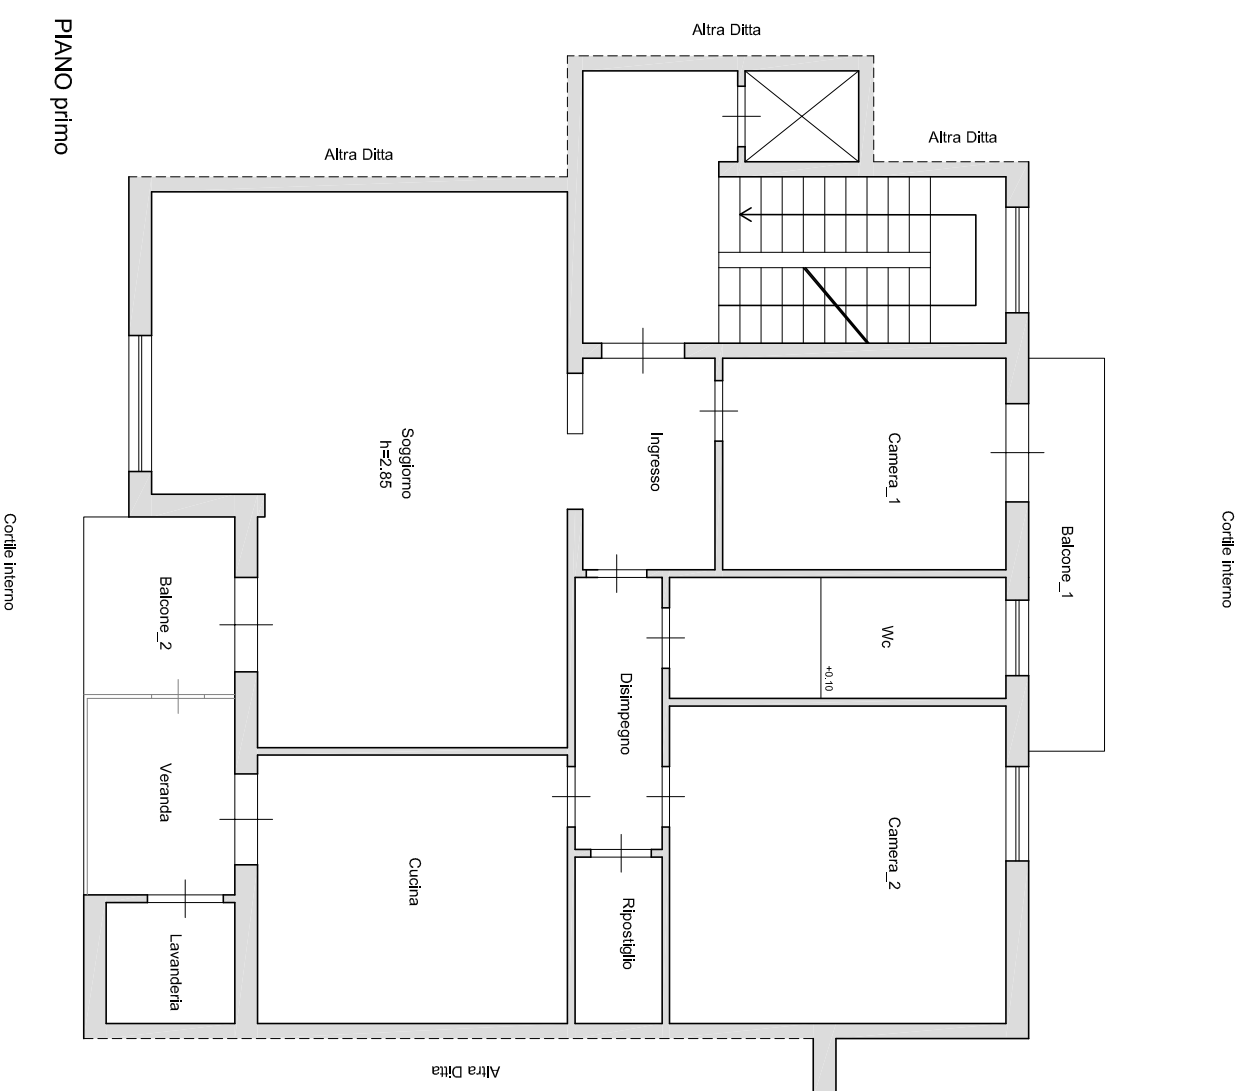 PIANO primo
Altra Ditta
Altra Ditta
Altra Ditta
Soggiorno
h=2.85
Ingresso
Camera_1
Balcone_1
Cortile interno
Cortile interno
Balcone_2
Wc
+0.10
Disimpegno
Veranda
Cucina
Camera_2
Ripostiglio
Lavanderia
Altra Ditta